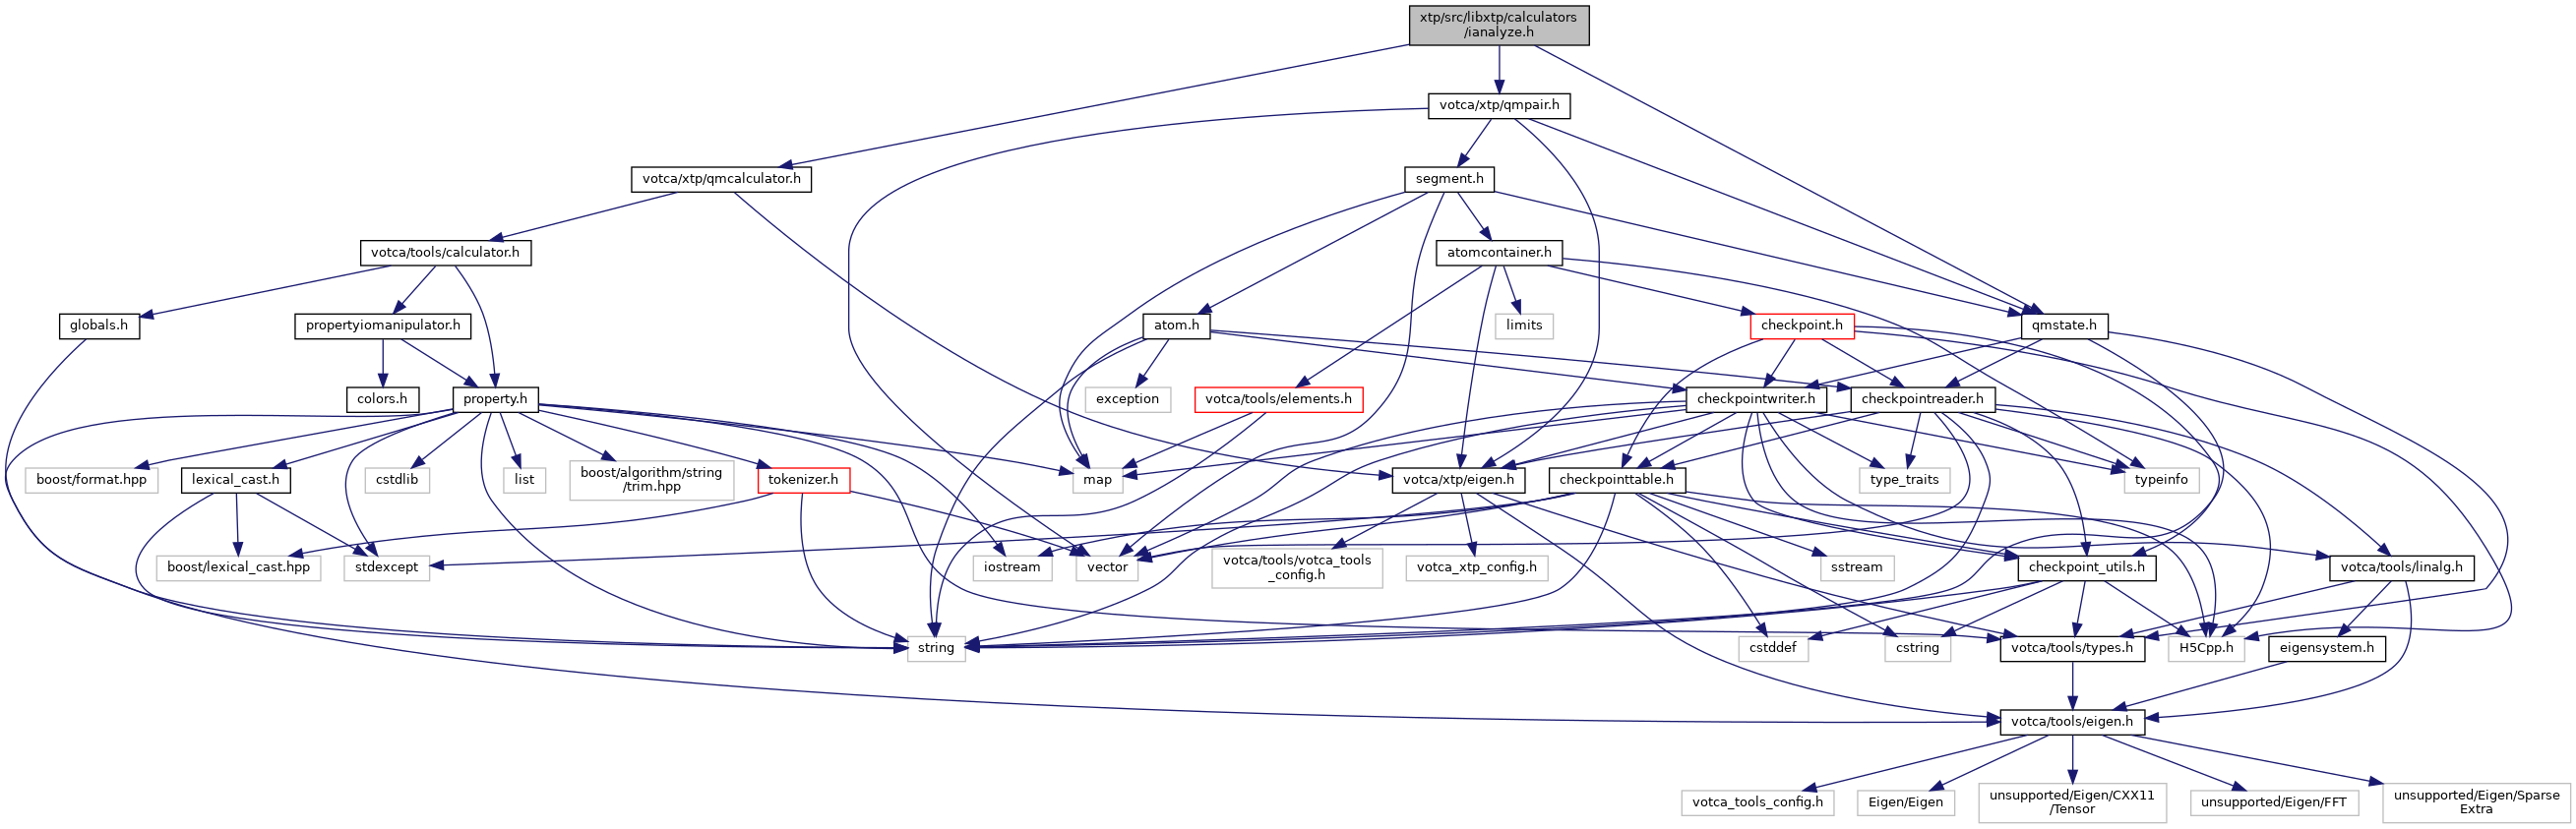 xtp/src/libxtp/calculators
/ianalyze.h
votca/xtp/qmpair.h
votca/xtp/qmcalculator.h
segment.h
votca/tools/calculator.h
atomcontainer.h
globals.h
propertyiomanipulator.h
atom.h
limits
checkpoint.h
qmstate.h
colors.h
property.h
exception
votca/tools/elements.h
checkpointwriter.h
checkpointreader.h
boost/format.hpp
lexical_cast.h
cstdlib
list
boost/algorithm/string
/trim.hpp
tokenizer.h
map
votca/xtp/eigen.h
checkpointtable.h
type_traits
typeinfo
boost/lexical_cast.hpp
stdexcept
iostream
vector
votca/tools/votca_tools
_config.h
votca_xtp_config.h
sstream
checkpoint_utils.h
votca/tools/linalg.h
string
cstddef
cstring
votca/tools/types.h
H5Cpp.h
eigensystem.h
votca/tools/eigen.h
votca_tools_config.h
Eigen/Eigen
unsupported/Eigen/CXX11
/Tensor
unsupported/Eigen/FFT
unsupported/Eigen/Sparse
Extra